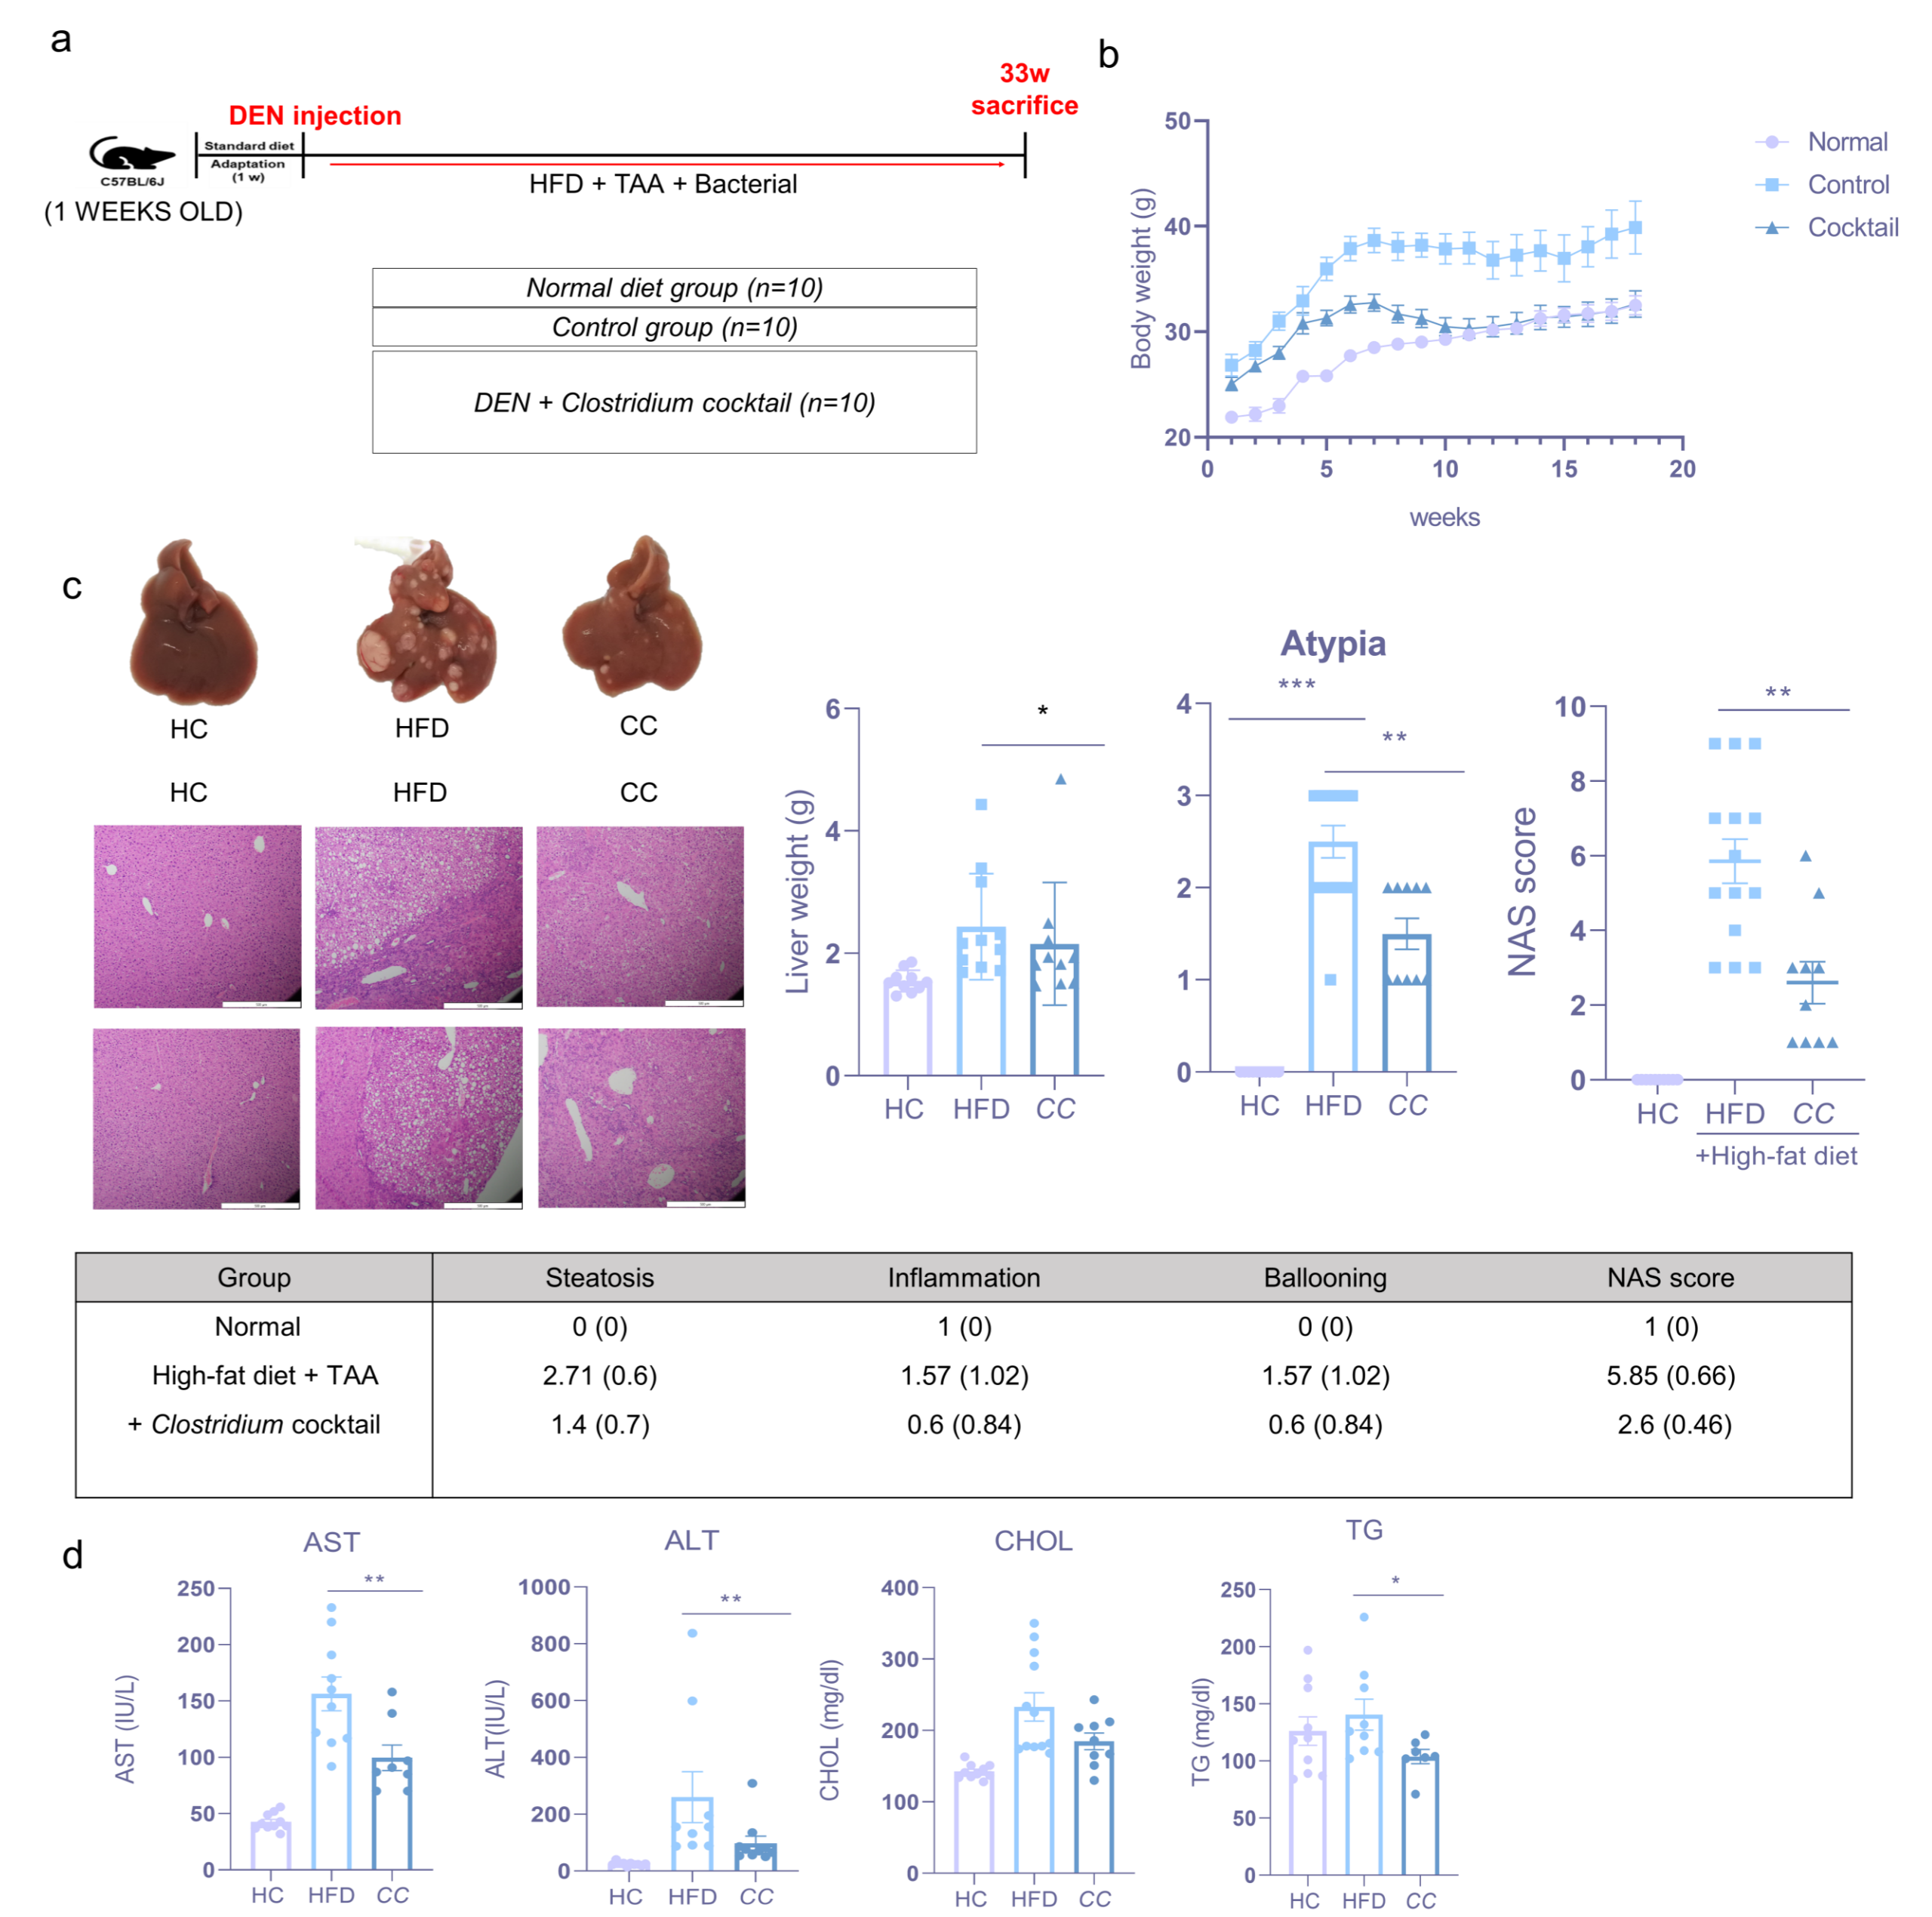 a
DEN injection
33w
sacrifice
Standard diet
Adaptation
(1 w)
C57BL/6J
(1 WEEKS OLD)
HFD + TAA + Bacterial
Normal diet group (n=10)
Control group (n=10)
DEN + Clostridium cocktail (n=10)
b
50
40
30
20
0
5
10
15
20
Body weight (g)
weeks
Normal
Control
Cocktail
c
HC
HFD
CC
HC
HFD
CC
Liver weight (g)
6
4
2
0
*
HC
HFD
CC
Atypia
***
**
4
3
2
1
0
HC
HFD
CC
NAS score
10
8
6
4
2
0
**
HC
HFD
CC
+High-fat diet
Group Steatosis Inflammation Ballooning NAS score
Normal 0 (0) 1 (0) 0 (0) 1 (0)
High-fat diet + TAA 2.71 (0.6) 1.57 (1.02) 1.57 (1.02) 5.85 (0.66)
+ Clostridium cocktail 1.4 (0.7) 0.6 (0.84) 0.6 (0.84) 2.6 (0.46)
d
AST
**
AST (IU/L)
250
200
150
100
50
0
HC
HFD
CC
ALT
**
ALT(IU/L)
1000
800
600
400
200
0
HC
HFD
CC
CHOL
CHOL (mg/dl)
400
300
200
100
0
HC
HFD
CC
TG
*
TG (mg/dl)
250
200
150
100
50
0
HC
HFD
CC